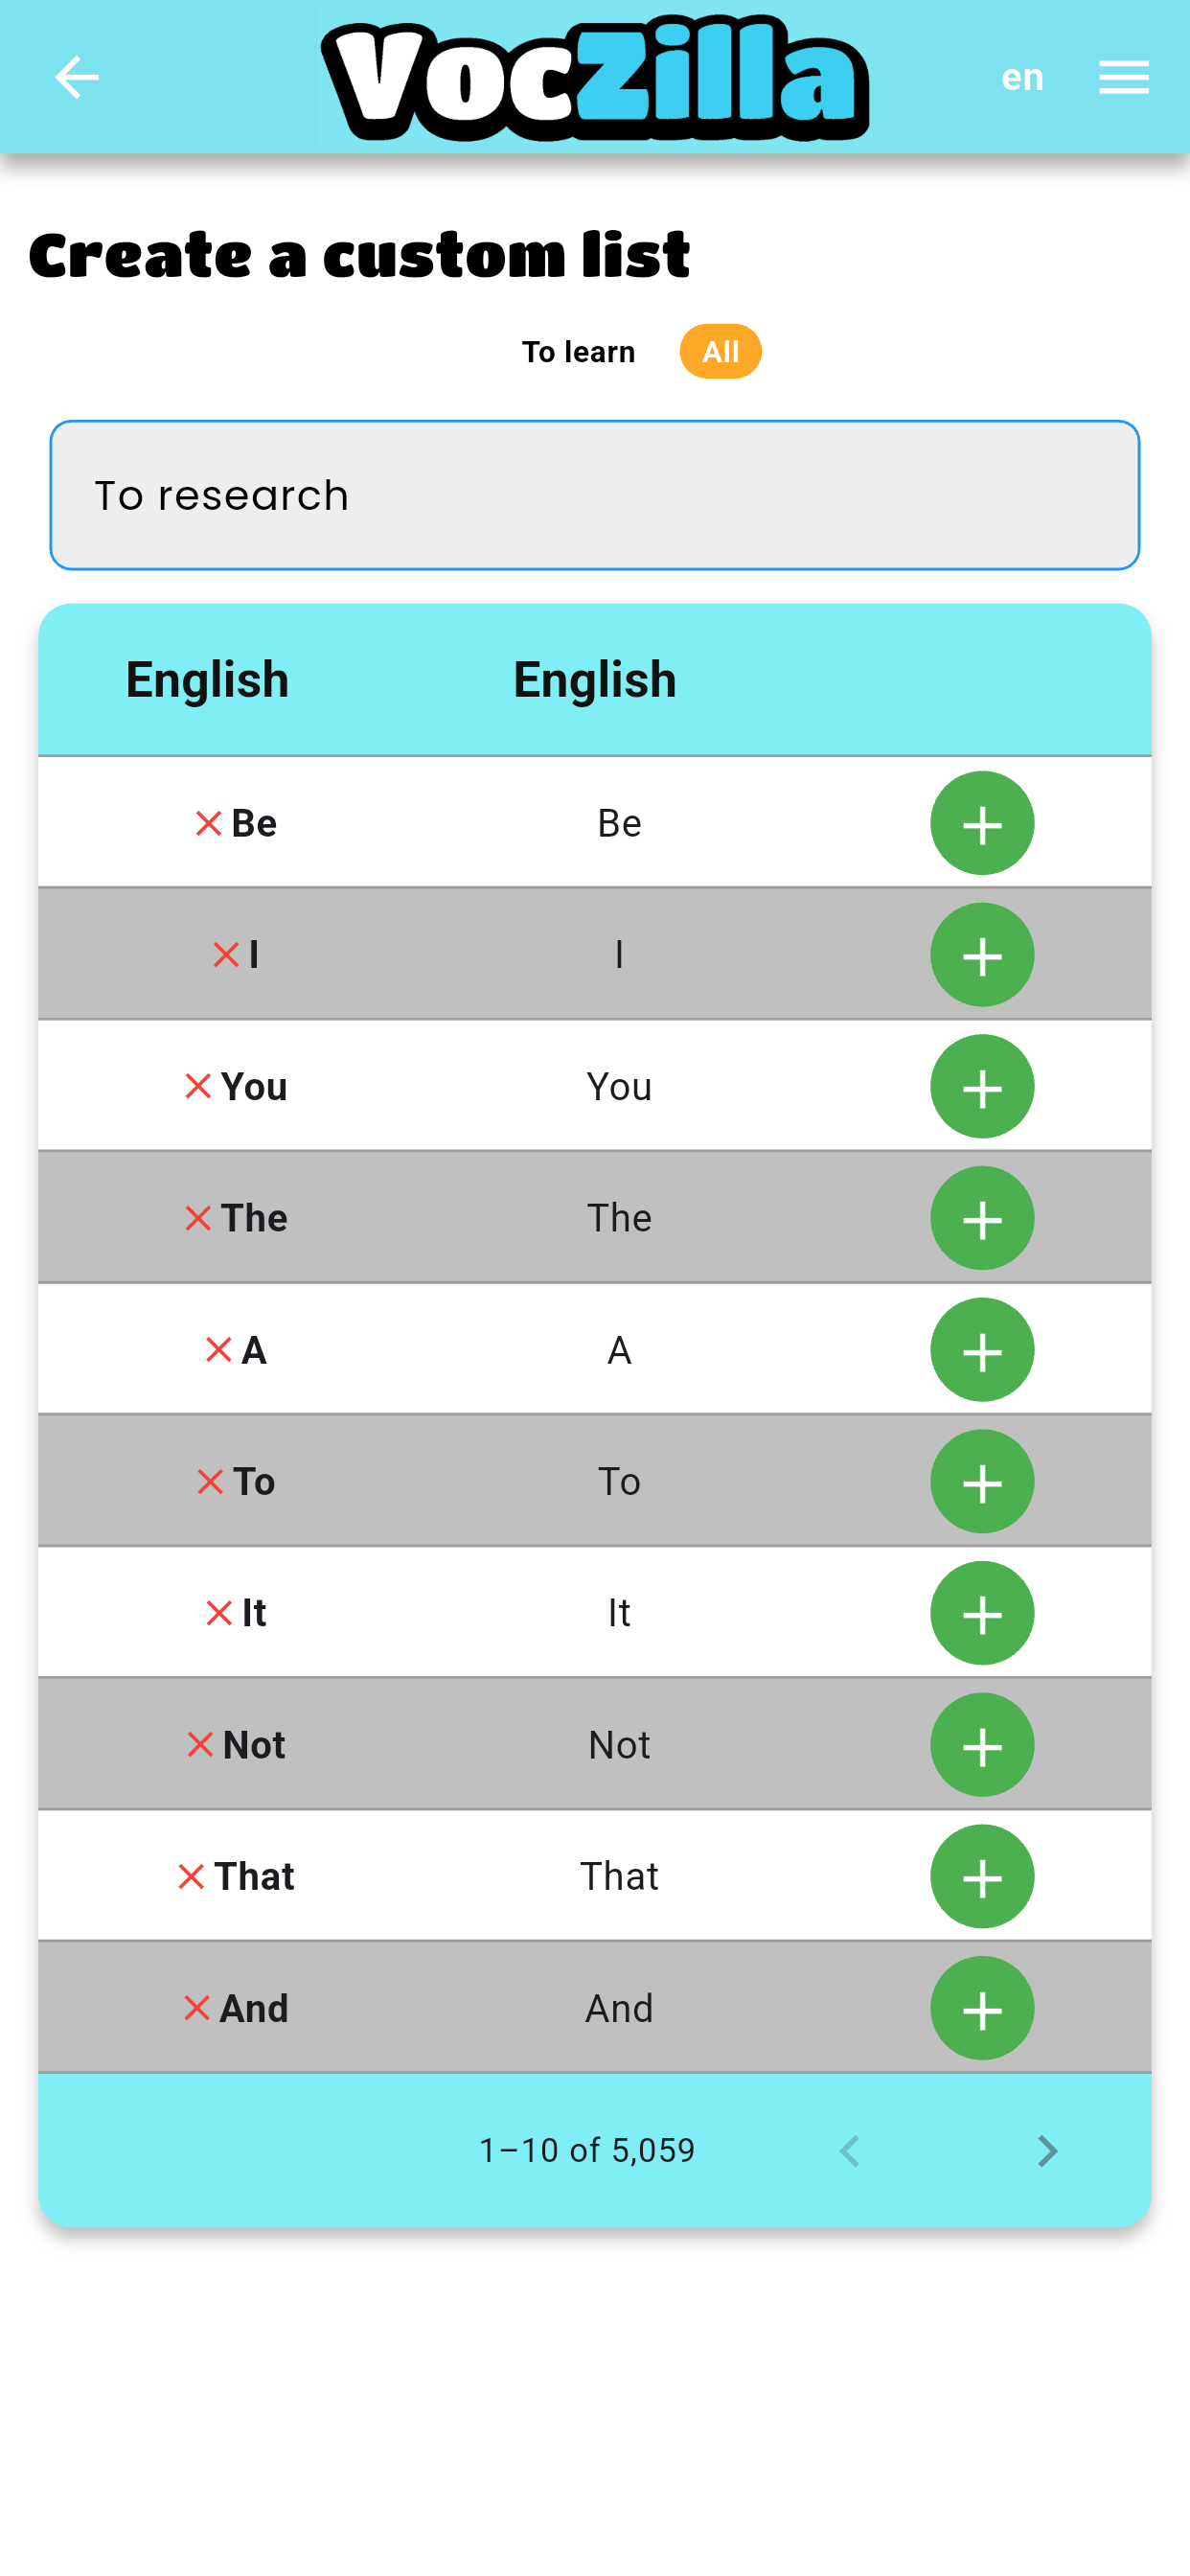 VocZilla
en
Create a custom list
To learn All
To research
English English
Be Be
I I
You You
The The
A A
To To
It It
Not Not
That That
And And
1–10 of 5,059